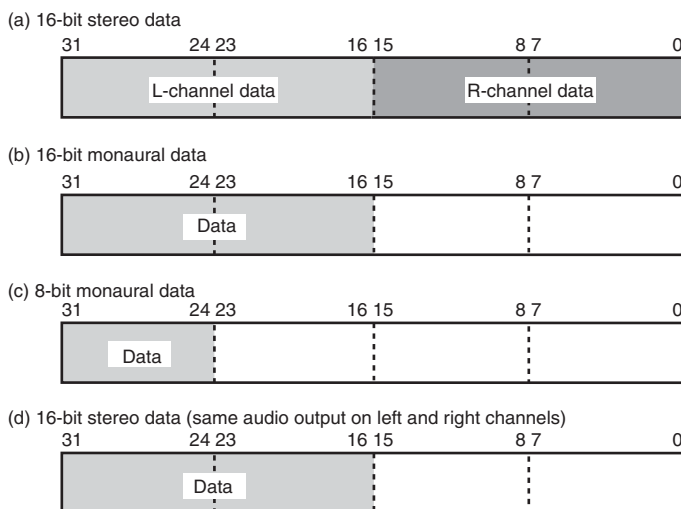 (a) 16-bit stereo data
31 24 23 16 15 8 7 0
L-channel data R-channel data
(b) 16-bit monaural data
31 24 23 16 15 8 7 0
Data
(c) 8-bit monaural data
31 24 23 16 15 8 7 0
Data
(d) 16-bit stereo data (same audio output on left and right channels)
31 24 23 16 15 8 7 0
Data